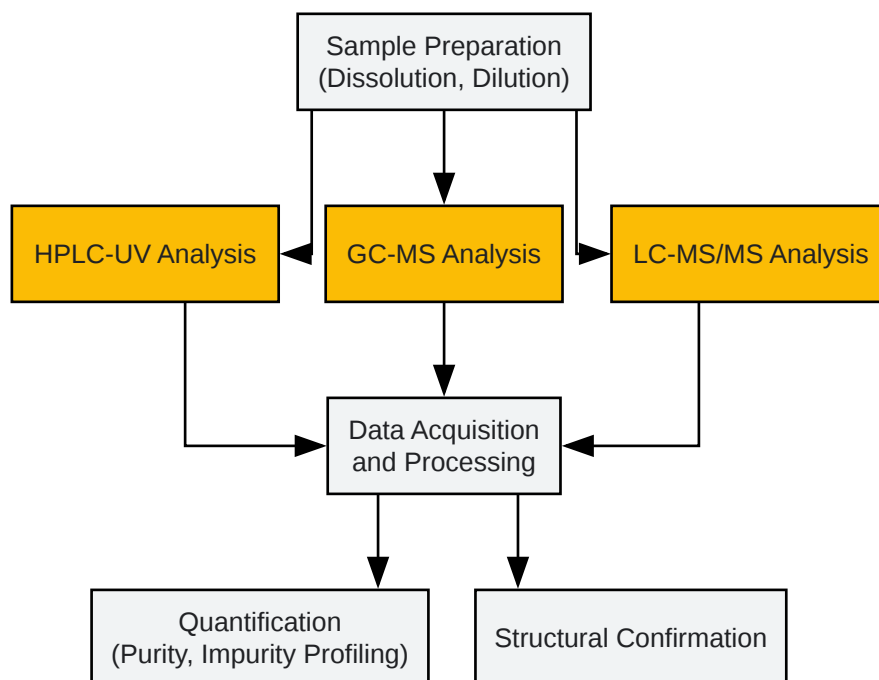 Sample Preparation
(Dissolution, Dilution)
HPLC-UV Analysis
GC-MS Analysis
LC-MS/MS Analysis
Data Acquisition
and Processing
Quantification
(Purity, Impurity Profiling)
Structural Confirmation